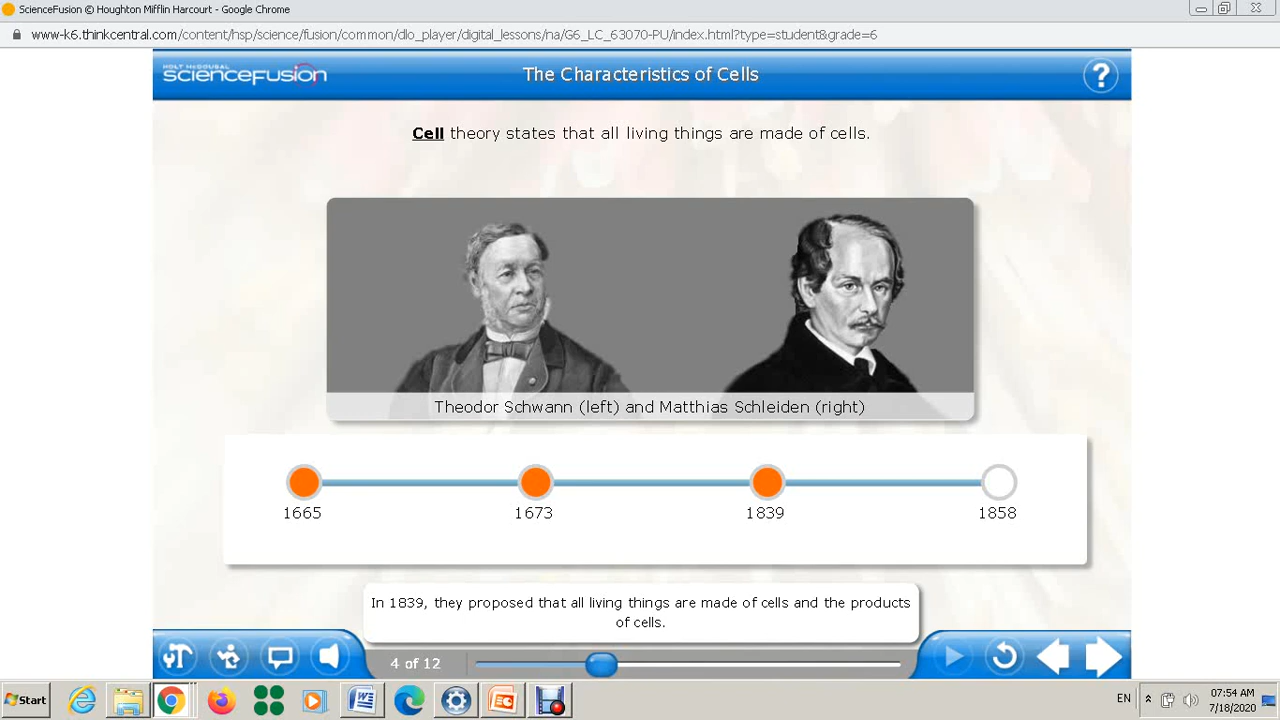 ScienceFusion © Houghton Mifflin Harcourt - Google Chrome
www-k6.thinkcentral.com/content/hsp/science/fusion/common/dlo_player/digital_lessons/na/G6_LC_63070-PU/index.html?type=student&grade=6
HOLT McDOUGAL
SCIENCEFUSION
The Characteristics of Cells
?
Cell theory states that all living things are made of cells.
Theodor Schwann (left) and Matthias Schleiden (right)
1665 1673 1839 1858
In 1839, they proposed that all living things are made of cells and the products
of cells.
4 of 12
Start
EN
07:54 AM
7/18/2020